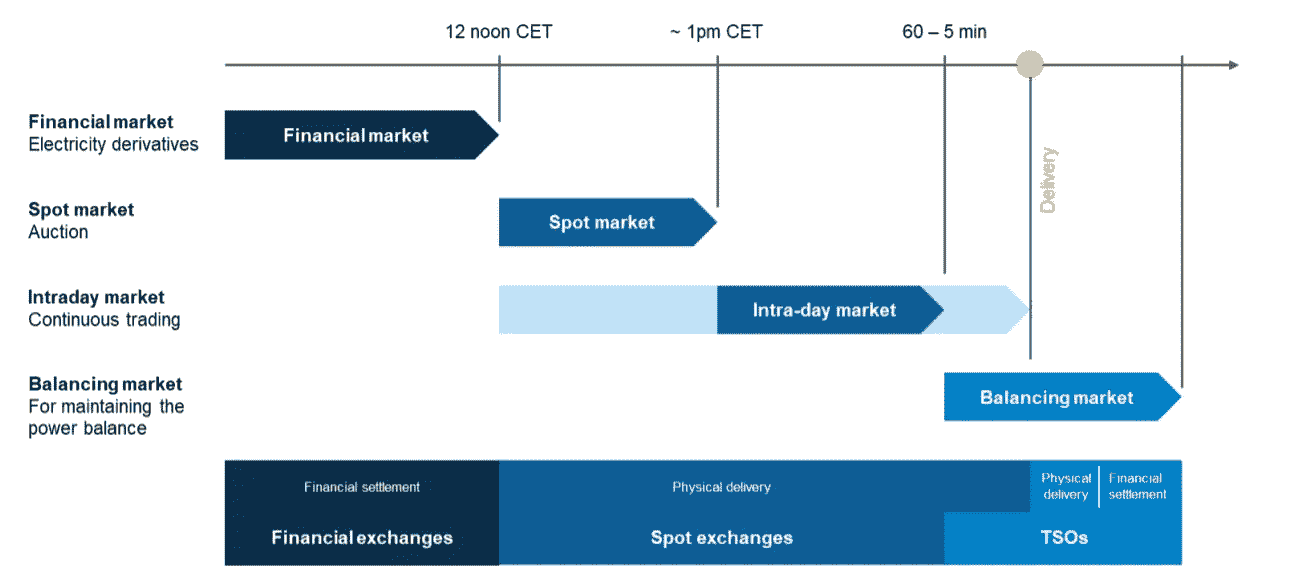 12 noon CET
~ 1pm CET
60 – 5 min
Financial market
Electricity derivatives
Financial market
Delivery
Spot market
Auction
Spot market
Intraday market
Continuous trading
Intra-day market
Balancing market
For maintaining the
power balance
Balancing market
Financial settlement
Physical delivery
Physical
delivery
Financial
settlement
Financial exchanges
Spot exchanges
TSOs